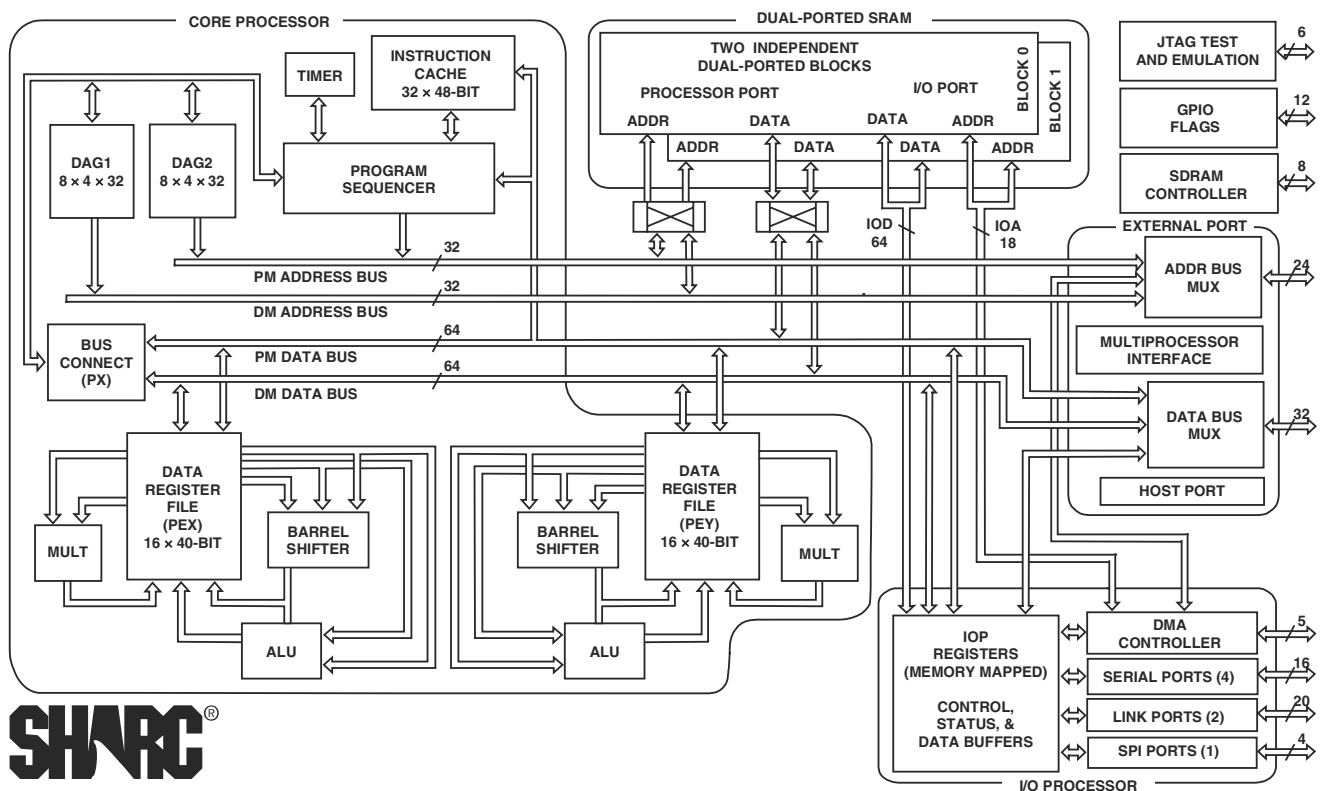 CORE PROCESSOR
TIMER
INSTRUCTION
CACHE
32 × 48-BIT
DAG1
8 × 4 × 32
DAG2
8 × 4 × 32
PROGRAM
SEQUENCER
DUAL-PORTED SRAM
TWO INDEPENDENT
DUAL-PORTED BLOCKS
PROCESSOR PORT
I/O PORT
BLOCK 0
BLOCK 1
ADDR
DATA
DATA
ADDR
ADDR
DATA
DATA
ADDR
JTAG TEST
AND EMULATION
6
GPIO
FLAGS
12
SDRAM
CONTROLLER
8
IOD
64
IOA
18
32
PM ADDRESS BUS
32
DM ADDRESS BUS
64
PM DATA BUS
64
DM DATA BUS
BUS
CONNECT
(PX)
EXTERNAL PORT
ADDR BUS
MUX
24
MULTIPROCESSOR
INTERFACE
DATA BUS
MUX
32
HOST PORT
MULT
DATA
REGISTER
FILE
(PEX)
16 × 40-BIT
BARREL
SHIFTER
ALU
BARREL
SHIFTER
DATA
REGISTER
FILE
(PEY)
16 × 40-BIT
MULT
ALU
IOP
REGISTERS
(MEMORY MAPPED)
CONTROL,
STATUS, &
DATA BUFFERS
DMA
CONTROLLER
5
SERIAL PORTS (4)
16
LINK PORTS (2)
20
SPI PORTS (1)
4
I/O PROCESSOR
SHARC®